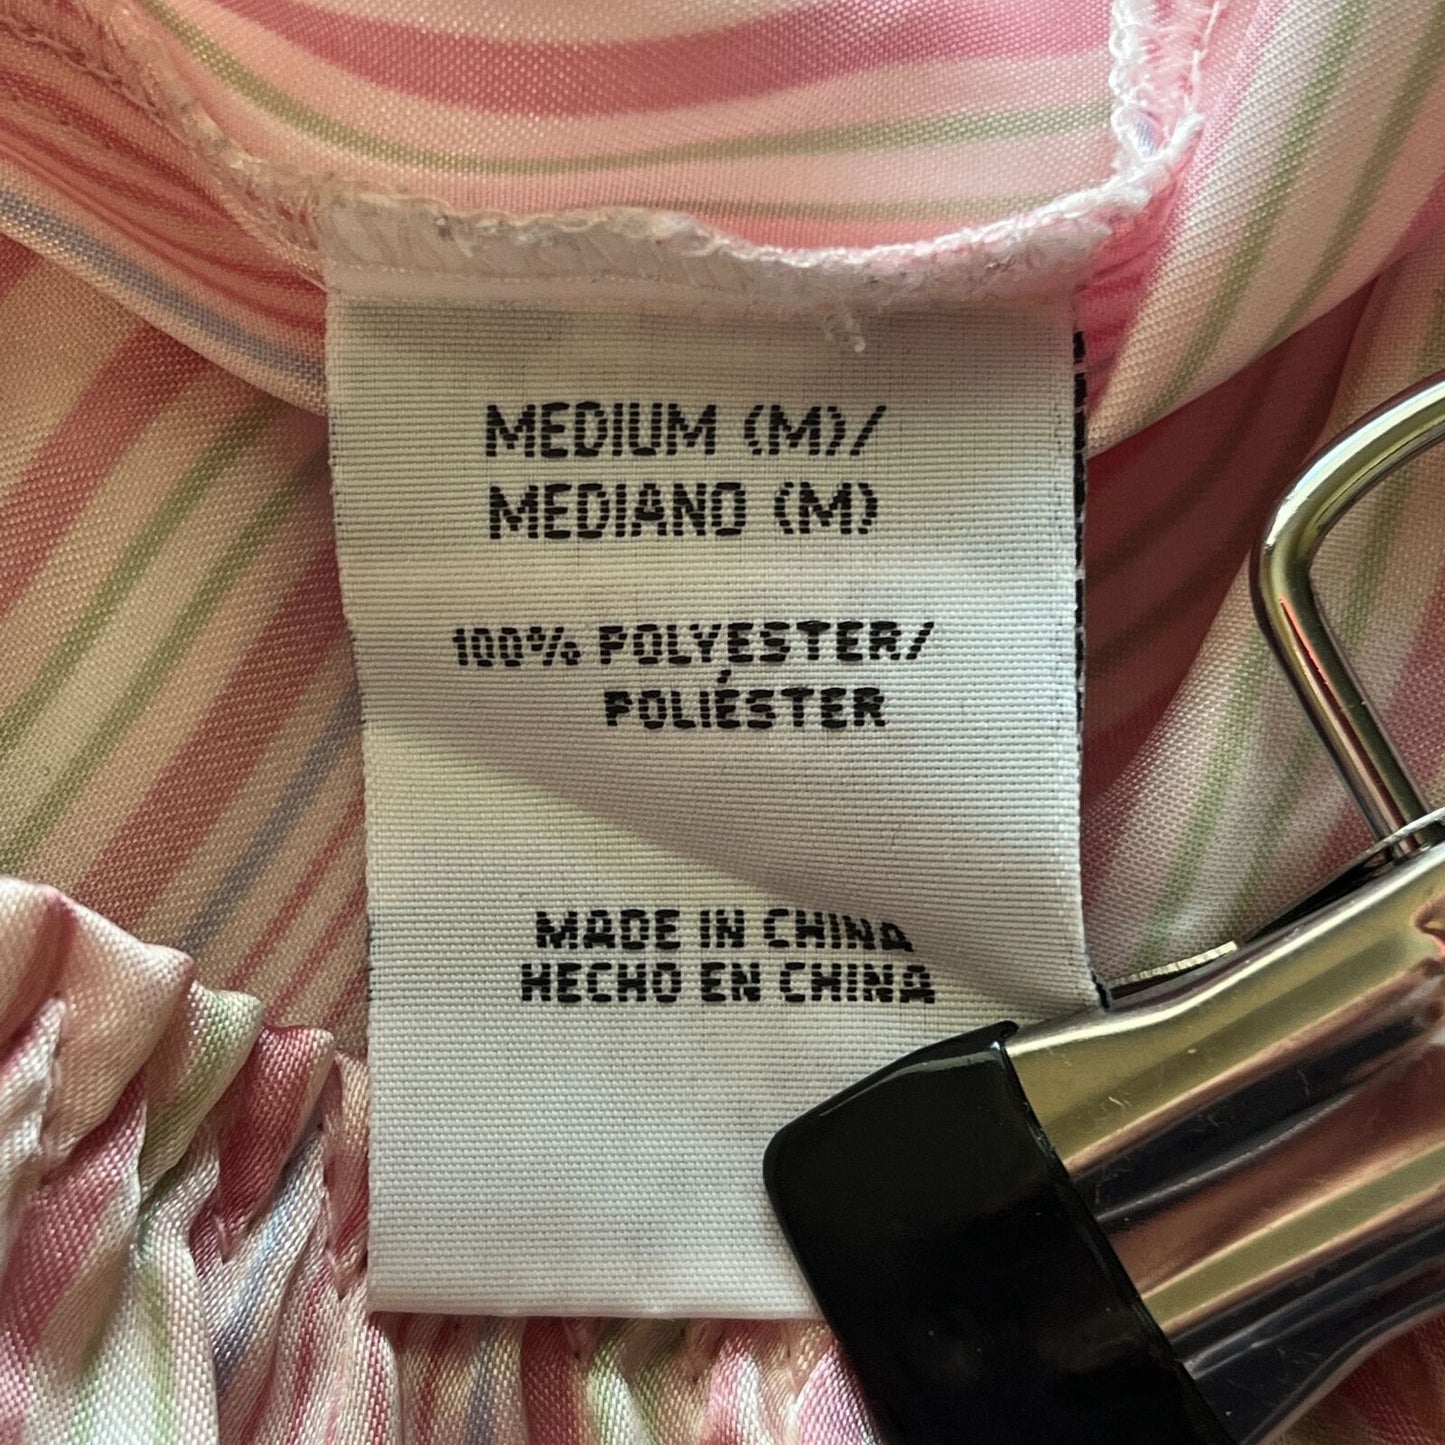 MEDIUM (M)/
MEDIANO (M)
100% POLYESTER/
POLIÉSTER
MADE IN CHINA
HECHO EN CHINA